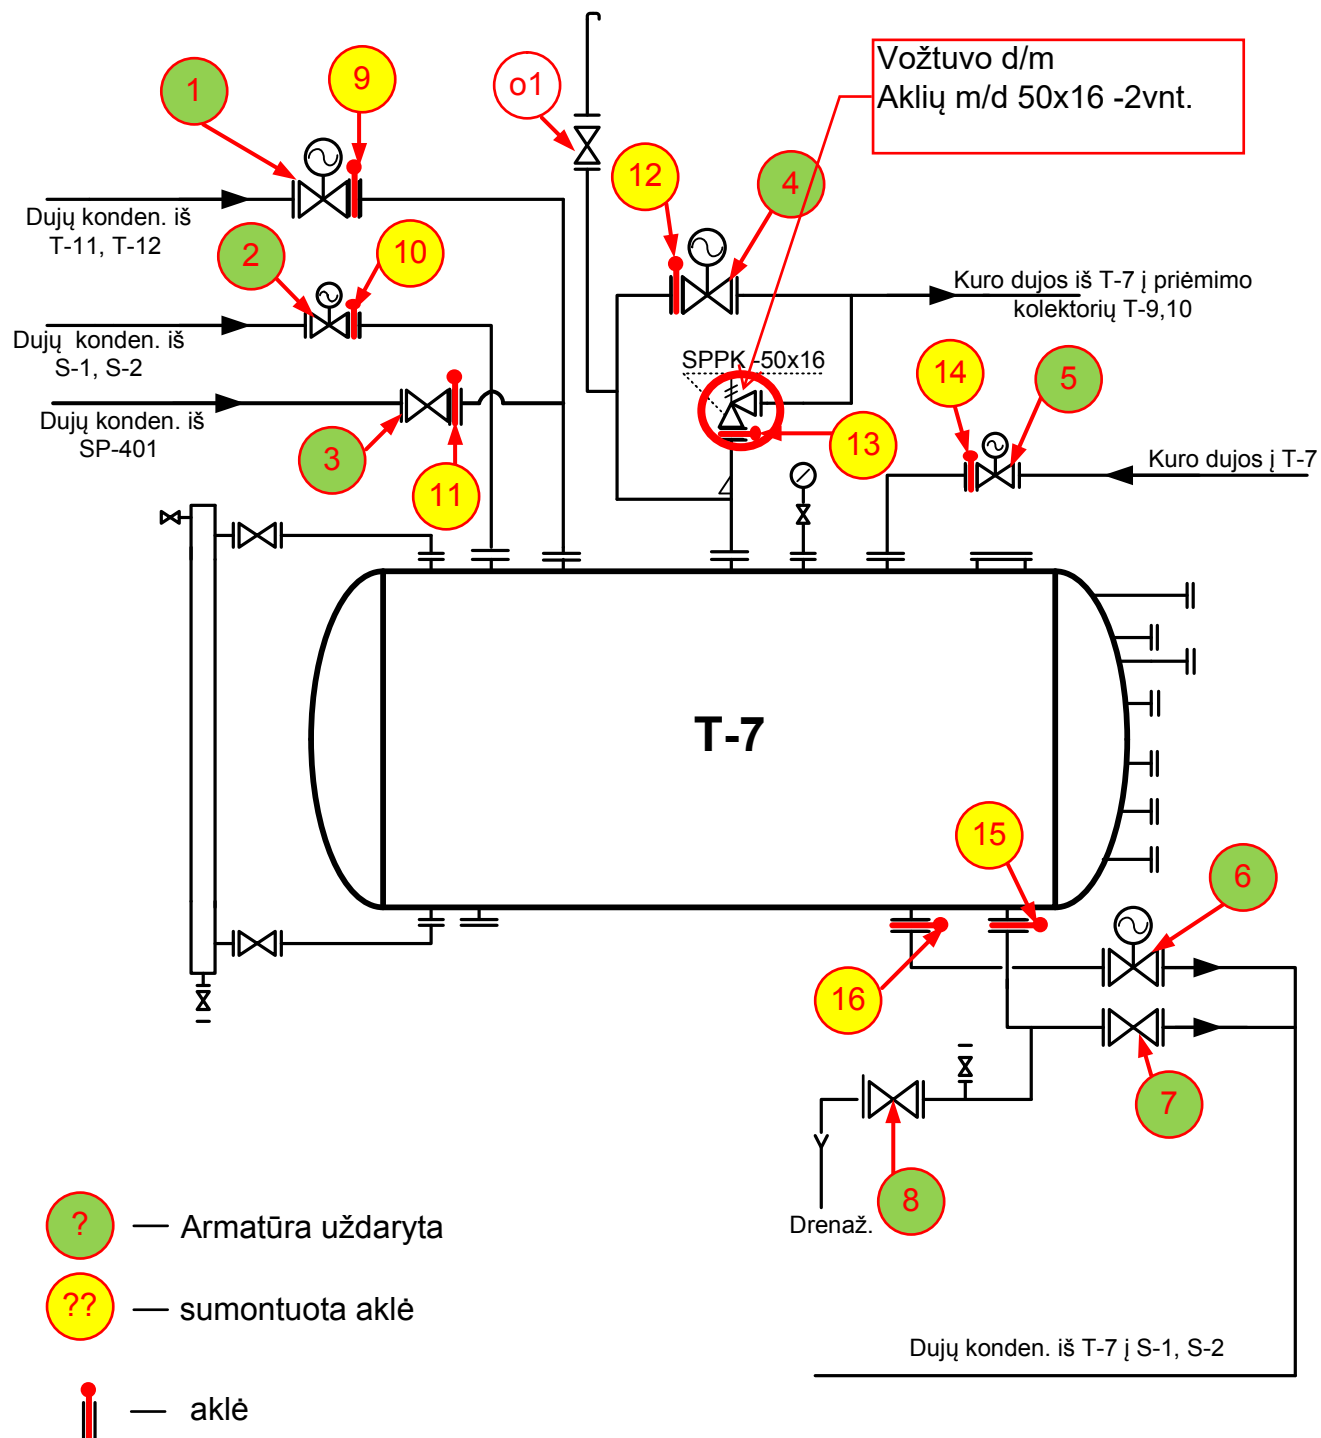 Vožtuvo d/m
Aklių m/d 50x16 -2vnt.
1
9
o1
12
4
Dujų konden. iš
T-11, T-12
2
10
Kuro dujos iš T-7 į priėmimo
kolektorių T-9,10
Dujų konden. iš
S-1, S-2
SPPK -50x16
14
5
Dujų konden. iš
SP-401
3
11
13
Kuro dujos į T-7
T-7
15
6
16
7
8
Drenaž.
? — Armatūra uždaryta
?? — sumontuota aklė
Dujų konden. iš T-7 į S-1, S-2
— aklė